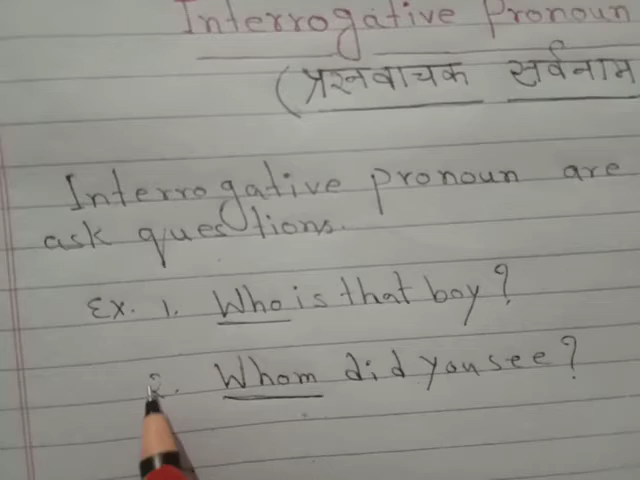 Interrogative Pronoun
(प्रश्नवाचक सर्वनाम
Interrogative pronoun are
ask questions.
Ex. 1. Who is that boy?
2. Whom did you see?